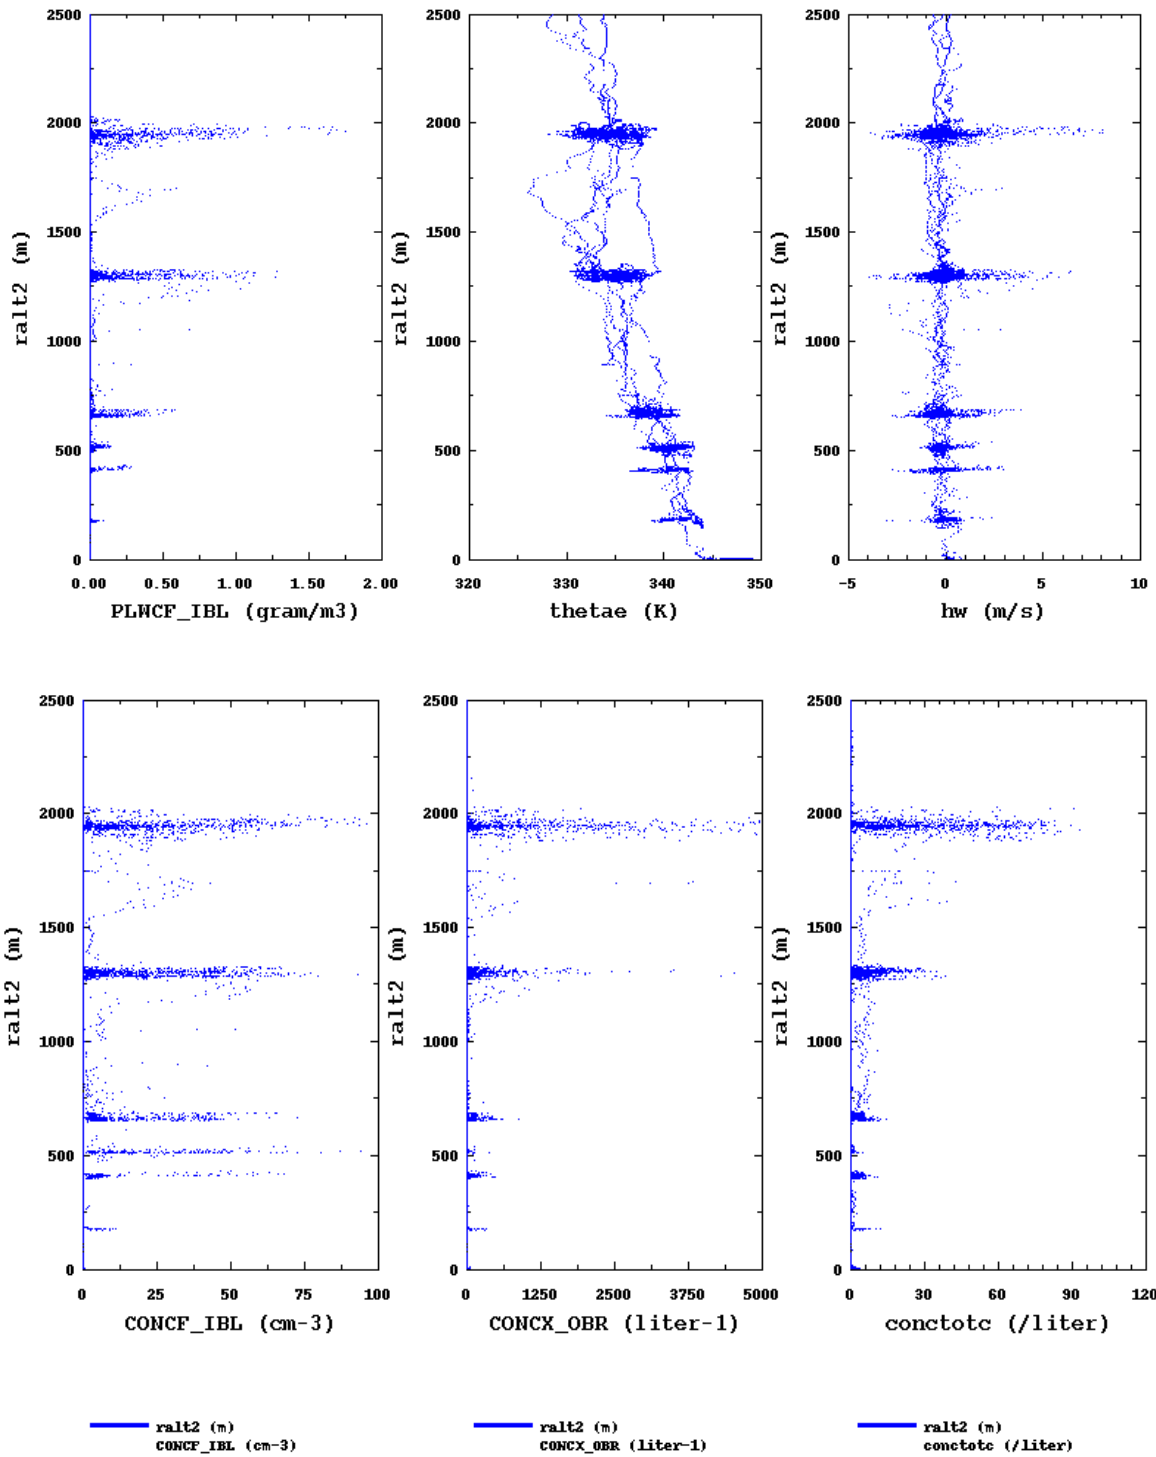 2500 2500 2500
2000 2000 2000
1500 1500 1500
1000 1000 1000
500 500 500
0 0 0
ralt2 (m) ralt2 (m) ralt2 (m)
0.00 0.50 1.00 1.50 2.00 320 330 340 350 -5 0 5 10
PLWCF_IBL (gram/m3) thetae (K) hw (m/s)
2500 2500 2500
2000 2000 2000
1500 1500 1500
1000 1000 1000
500 500 500
0 0 0
ralt2 (m) ralt2 (m) ralt2 (m)
0 25 50 75 100 0 1250 2500 3750 5000 0 30 60 90 120
CONCF_IBL (cm-3) CONCX_OBR (liter-1) conctotc (/liter)
ralt2 (m) ralt2 (m) ralt2 (m)
CONCF_IBL (cm-3) CONCX_OBR (liter-1) conctotc (/liter)